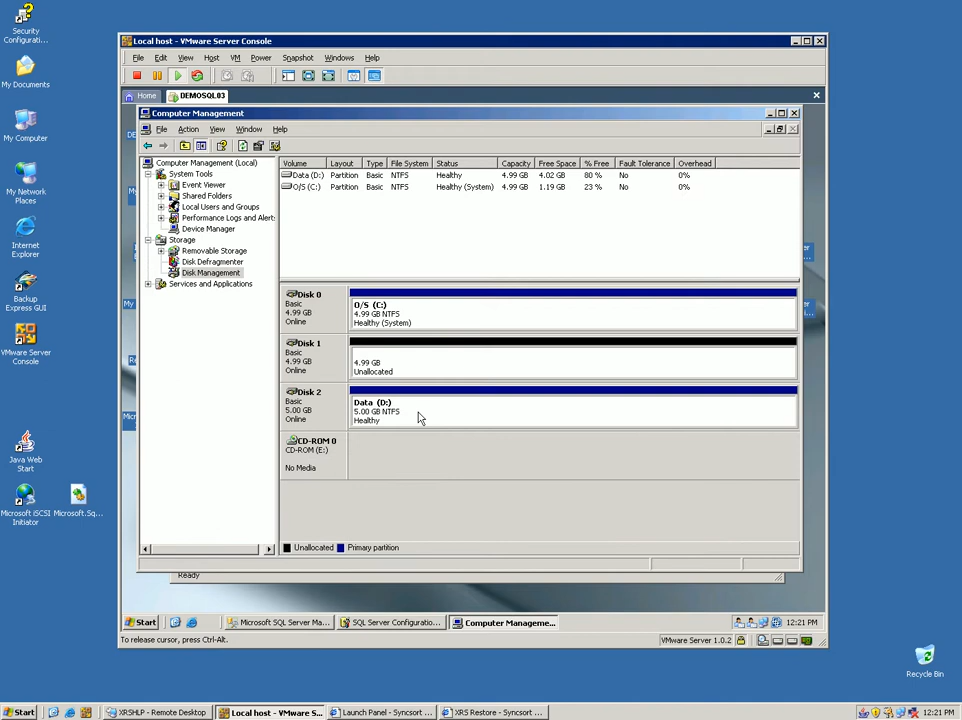 Security
Configurati...
My Documents
My Computer
My Network
Places
Internet
Explorer
Backup
Express GUI
VMware Server
Console
Java Web
Start
Microsoft iSCSI
Initiator
Microsoft.Sq...
Local host - VMware Server Console
File Edit View Host VM Power Snapshot Windows Help
Home DEMOSQL03
Computer Management
File Action View Window Help
Computer Management (Local)
System Tools
Event Viewer
Shared Folders
Local Users and Groups
Performance Logs and Alert:
Device Manager
Storage
Removable Storage
Disk Defragmenter
Disk Management
Services and Applications
Volume Layout Type File System Status Capacity Free Space % Free Fault Tolerance Overhead
Data (D:) Partition Basic NTFS Healthy 4.99 GB 4.02 GB 80 % No 0%
O/S (C:) Partition Basic NTFS Healthy (System) 4.99 GB 1.19 GB 23 % No 0%
Disk 0
Basic
4.99 GB
Online
O/S (C:)
4.99 GB NTFS
Healthy (System)
Disk 1
Basic
4.99 GB
Online
4.99 GB
Unallocated
Disk 2
Basic
5.00 GB
Online
Data (D:)
5.00 GB NTFS
Healthy
CD-ROM 0
CD-ROM (E:)
No Media
Unallocated Primary partition
Ready
Start Microsoft SQL Server Ma... SQL Server Configuratio... Computer Manageme... 12:21 PM
To release cursor, press Ctrl-Alt. VMware Server 1.0.2
Recycle Bin
Start XRSHLP - Remote Desktop Local host - VMware S... Launch Panel - Syncsort ... XRS Restore - Syncsort ... 12:21 PM